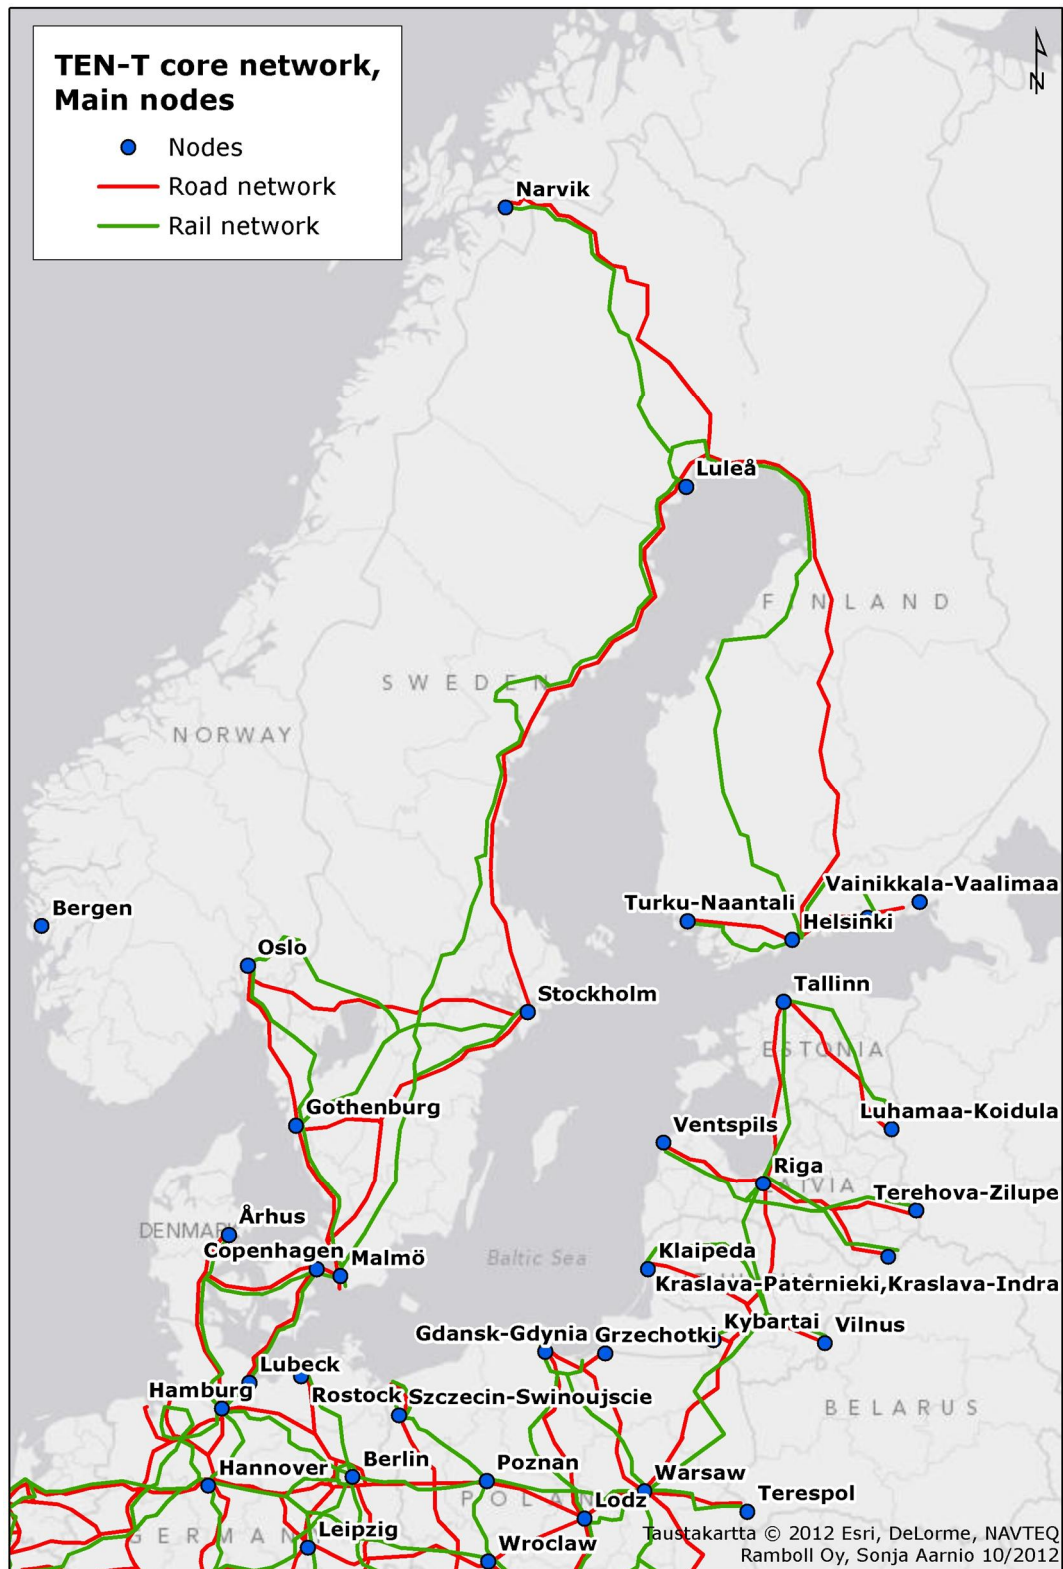 TEN-T core network,
Main nodes
Nodes
Road network
Rail network
N
Narvik
Luleå
FINLAND
SWEDEN
NORWAY
Bergen
Oslo
Turku-Naantali
Vainikkala-Vaalimaa
Helsinki
Stockholm
Tallinn
ESTONIA
Gothenburg
Luhamaa-Koidula
Ventspils
Riga
LATVIA
Terehova-Zilupe
Århus
DENMARK
Copenhagen
Malmö
Baltic Sea
Klaipeda
Kraslava-Paternieki,Kraslava-Indra
Gdansk-Gdynia
Grzechotki
Kybartai
Vilnus
Lubeck
Hamburg
Rostock
Szczecin-Swinoujscie
BELARUS
Hannover
Berlin
Poznan
Warsaw
POLAN
Lodz
Terespol
GERMAN
Leipzig
Wroclaw
Taustakartta © 2012 Esri, DeLorme, NAVTEQ
Ramboll Oy, Sonja Aarnio 10/2012